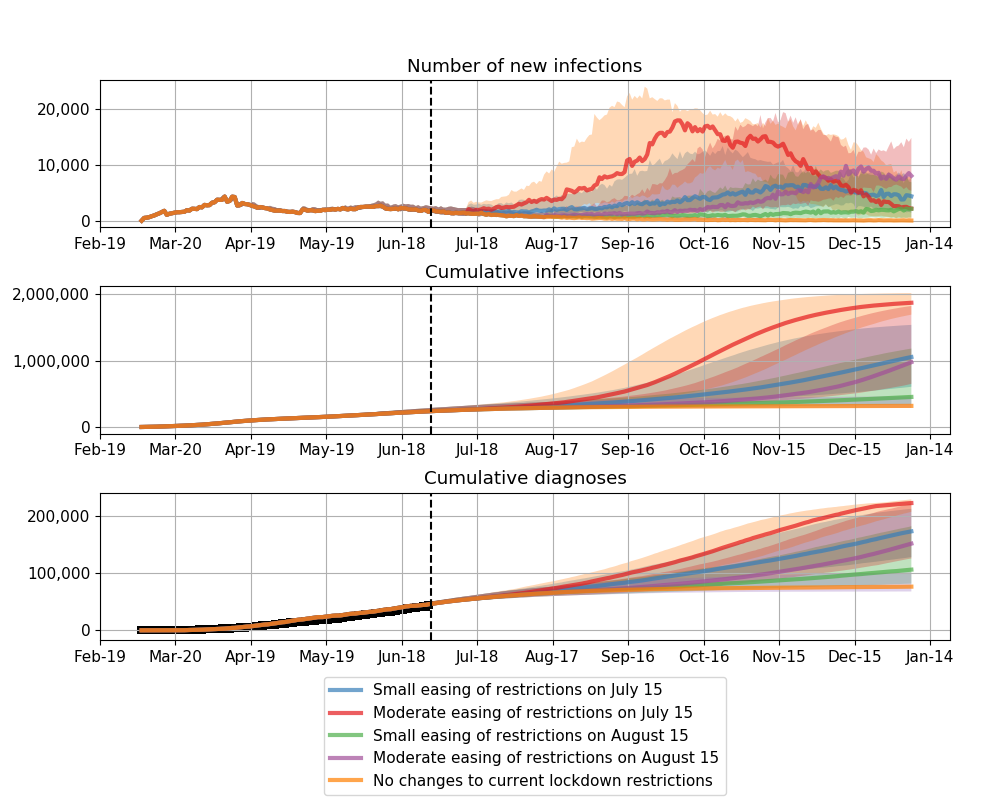 Number of new infections
20,000
10,000
0
Feb-19 Mar-20 Apr-19 May-19 Jun-18 Jul-18 Aug-17 Sep-16 Oct-16 Nov-15 Dec-15 Jan-14
Cumulative infections
2,000,000
1,000,000
0
Feb-19 Mar-20 Apr-19 May-19 Jun-18 Jul-18 Aug-17 Sep-16 Oct-16 Nov-15 Dec-15 Jan-14
Cumulative diagnoses
200,000
100,000
0
Feb-19 Mar-20 Apr-19 May-19 Jun-18 Jul-18 Aug-17 Sep-16 Oct-16 Nov-15 Dec-15 Jan-14
Small easing of restrictions on July 15
Moderate easing of restrictions on July 15
Small easing of restrictions on August 15
Moderate easing of restrictions on August 15
No changes to current lockdown restrictions